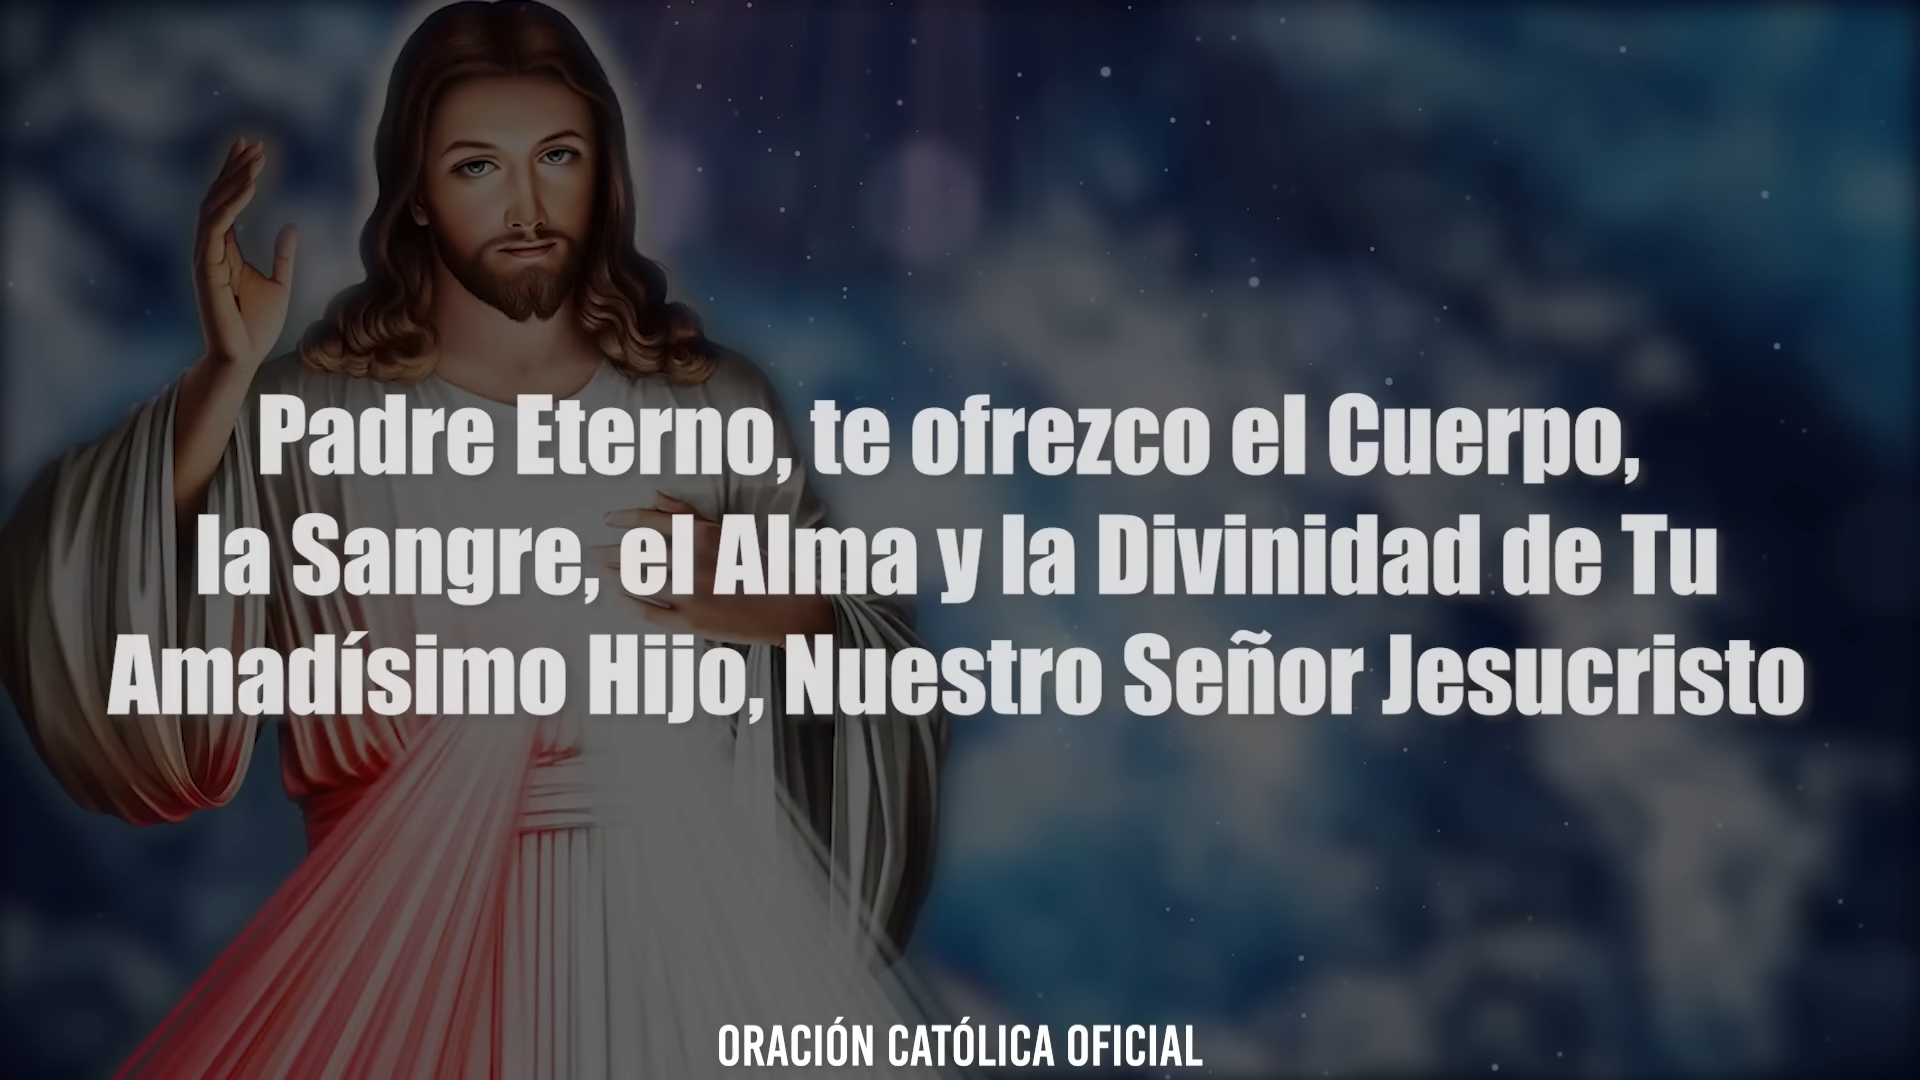 Padre Eterno, te ofrezco el Cuerpo,
la Sangre, el Alma y la Divinidad de Tu
Amadísimo Hijo, Nuestro Señor Jesucristo
ORACIÓN CATÓLICA OFICIAL